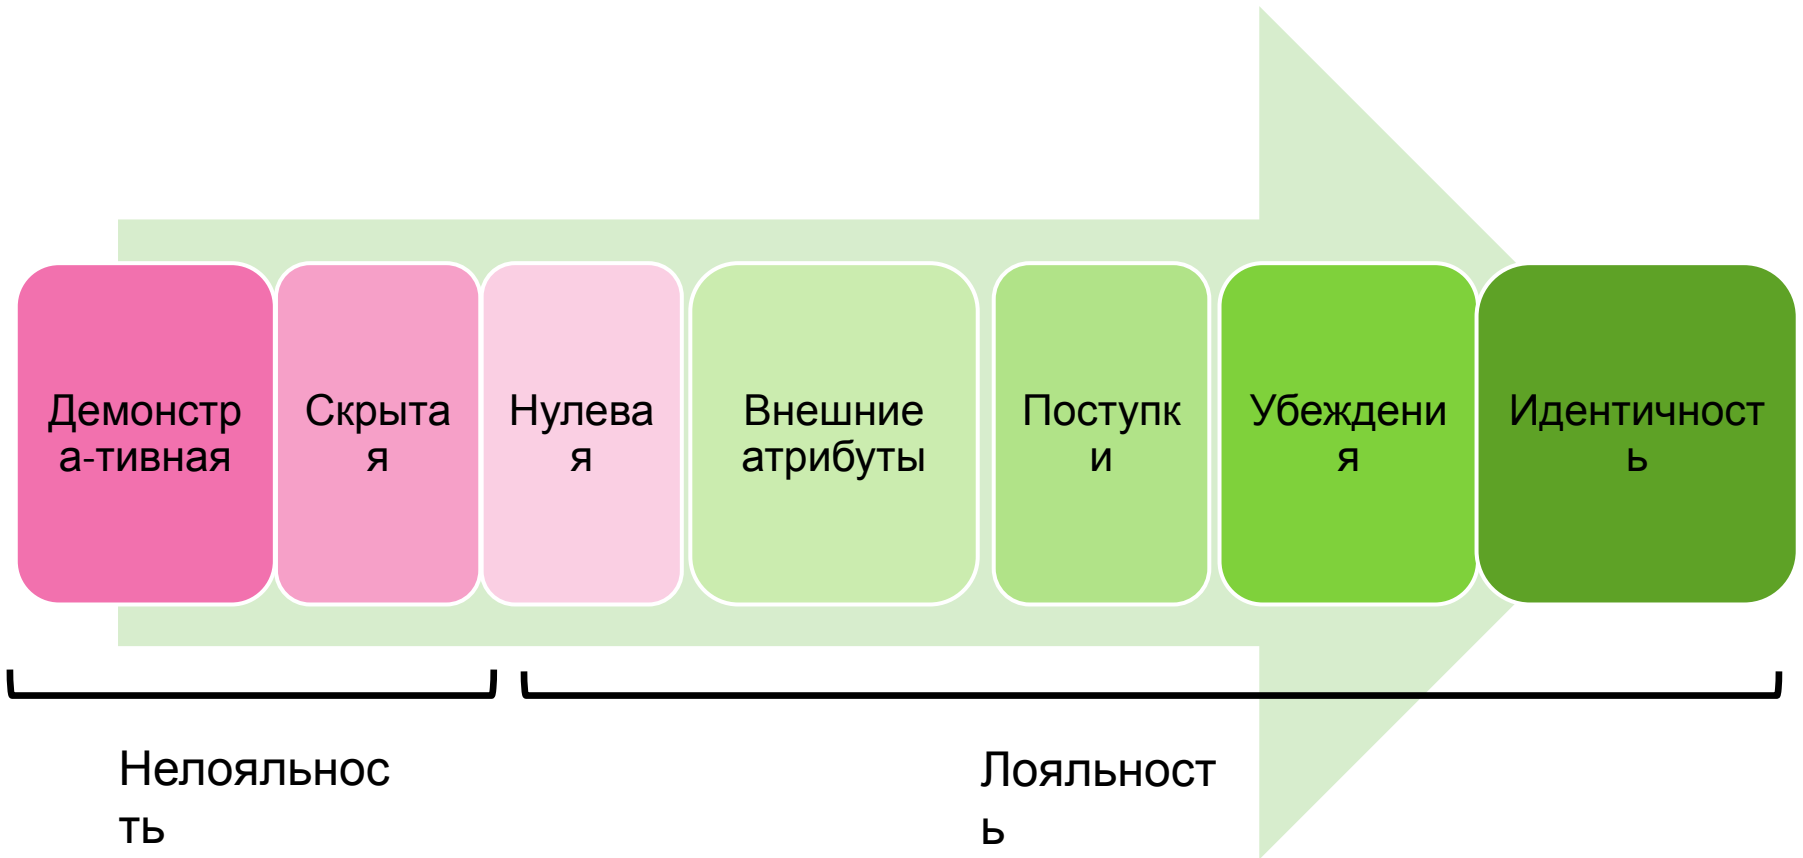 Демонстр
а-тивная
Скрыта
я
Нулева
я
Внешние
атрибуты
Поступк
и
Убеждени
я
Идентичност
ь
Нелояльнос
ть
Лояльност
ь